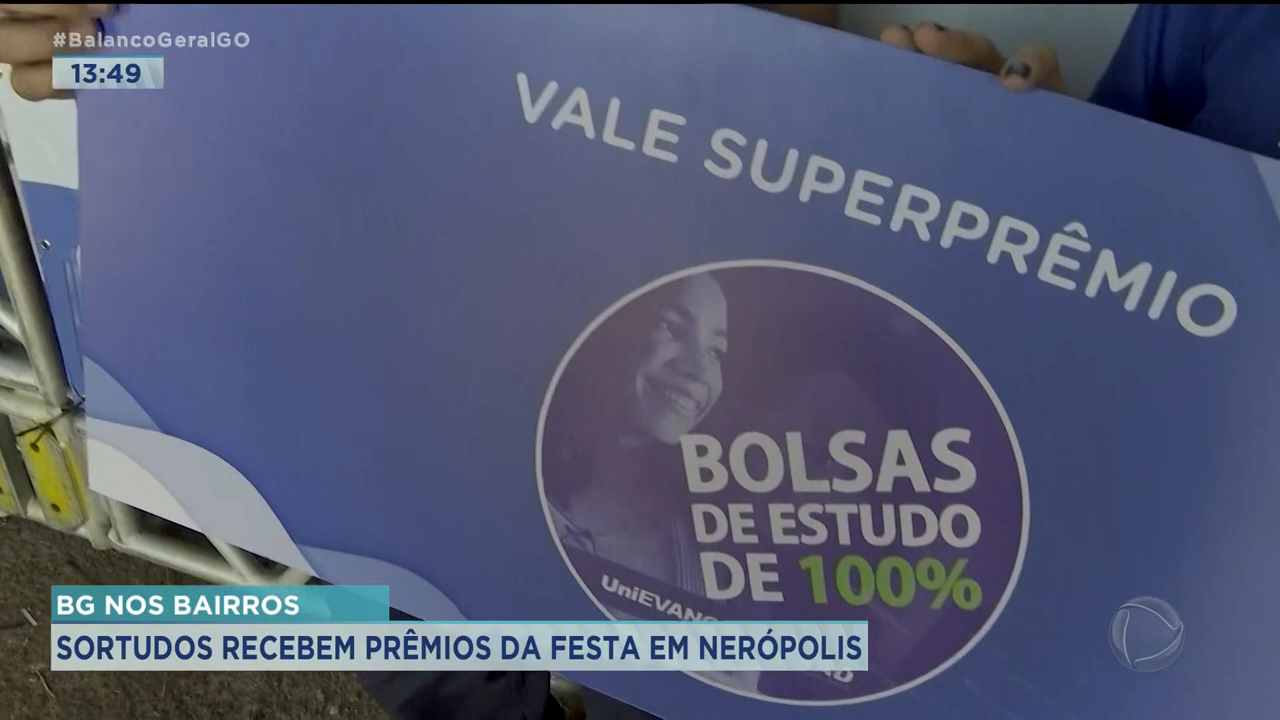 #BalancoGeralGO
13:49
VALE SUPERPRÊMIO
BOLSAS
DE ESTUDO
DE 100%
BG NOS BAIRROS
SORTUDOS RECEBEM PRÊMIOS DA FESTA EM NERÓPOLIS